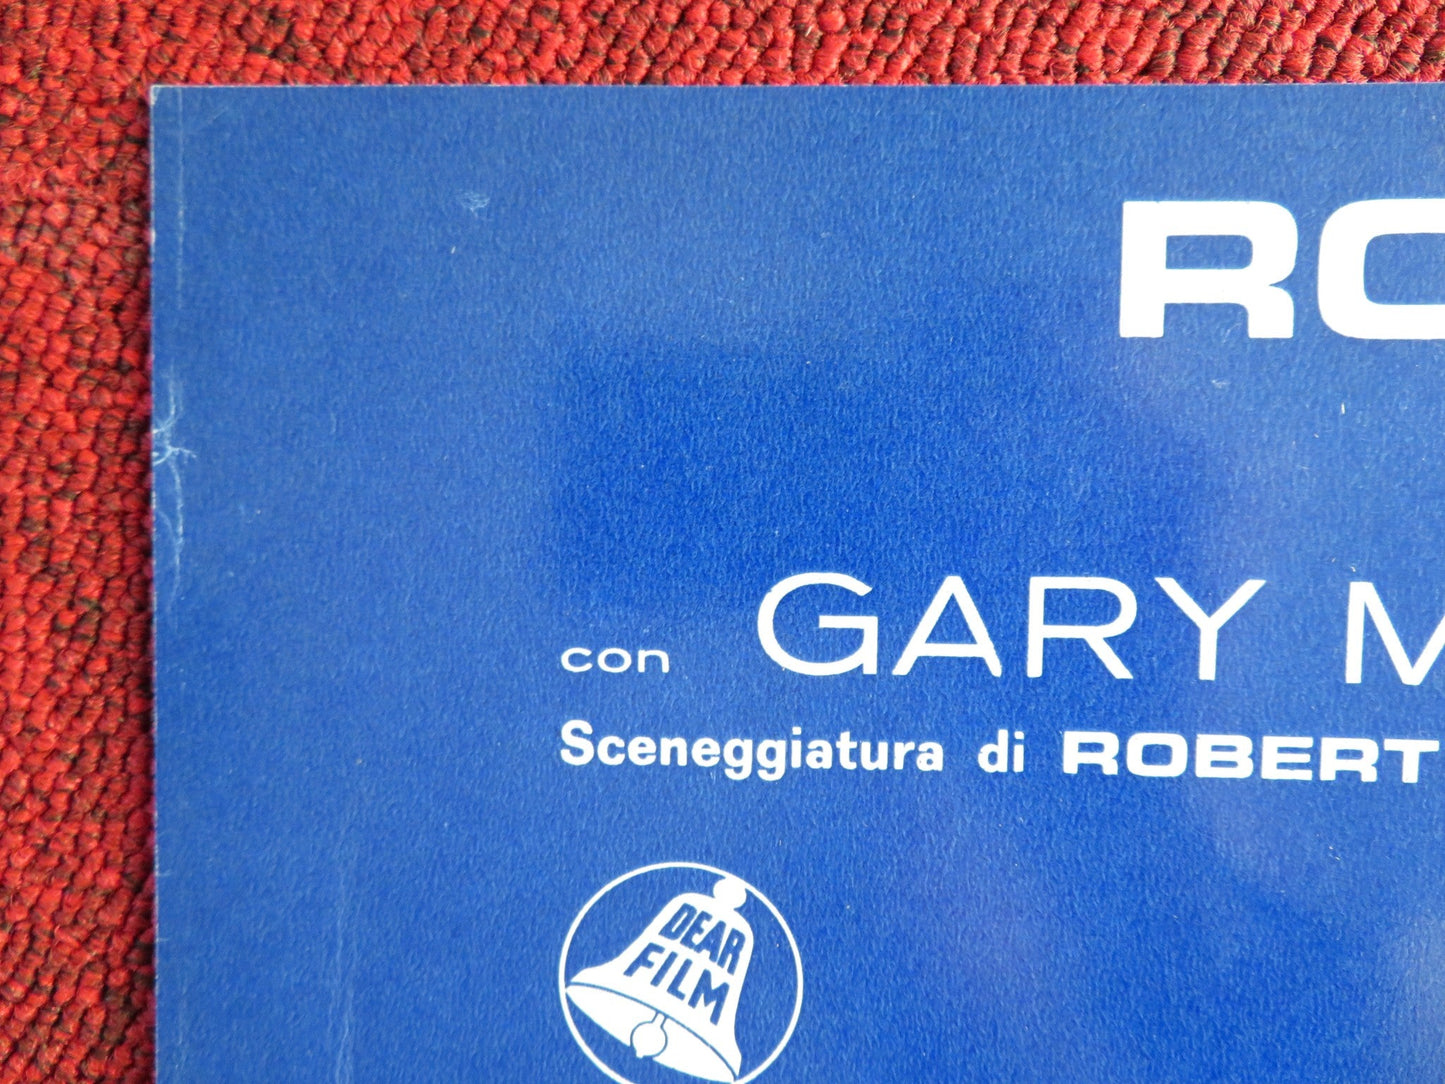 RO
con GARY M
Sceneggiatura di ROBERT
DEAR
FILM